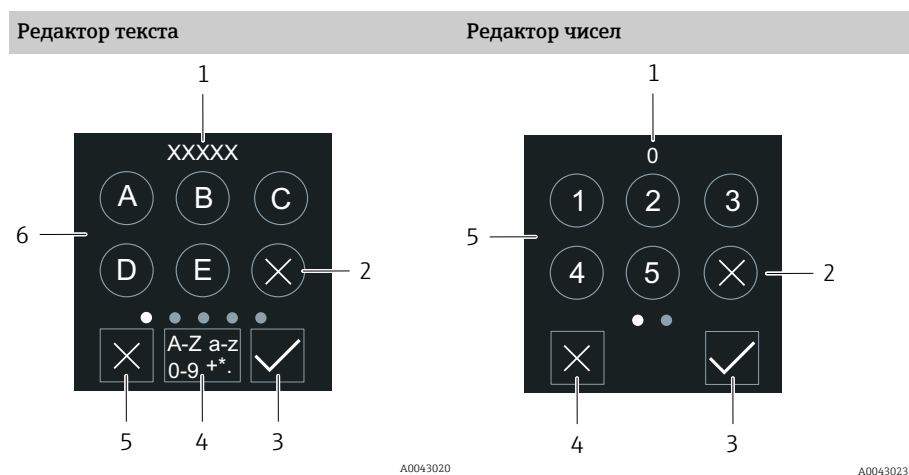 Редактор текста
Редактор чисел
1
XXXXX
A B C
6
D E
2
A-Z a-z
0-9 +*.
5 4 3
A0043020
1
0
1 2 3
5
4 5
2
4 3
A0043023